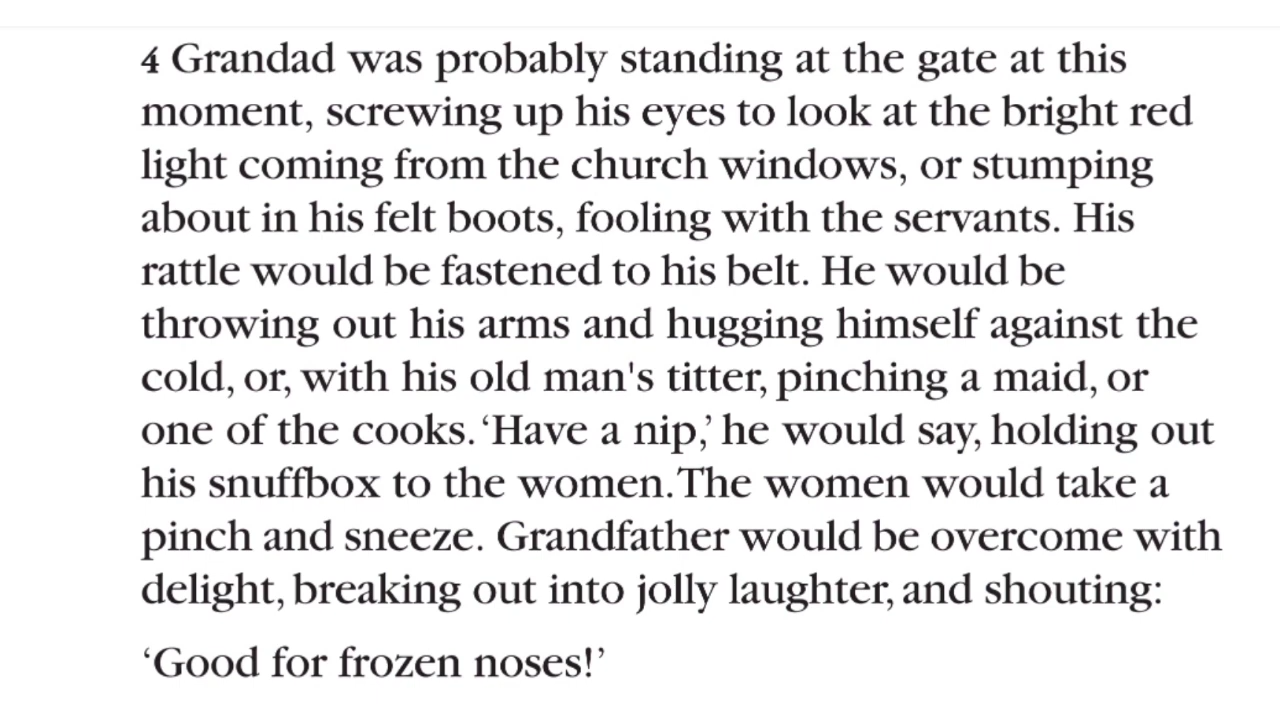 4 Grandad was probably standing at the gate at this
moment, screwing up his eyes to look at the bright red
light coming from the church windows, or stumping
about in his felt boots, fooling with the servants. His
rattle would be fastened to his belt. He would be
throwing out his arms and hugging himself against the
cold, or, with his old man's titter, pinching a maid, or
one of the cooks. ‘Have a nip,’ he would say, holding out
his snuffbox to the women. The women would take a
pinch and sneeze. Grandfather would be overcome with
delight, breaking out into jolly laughter, and shouting:
‘Good for frozen noses!’